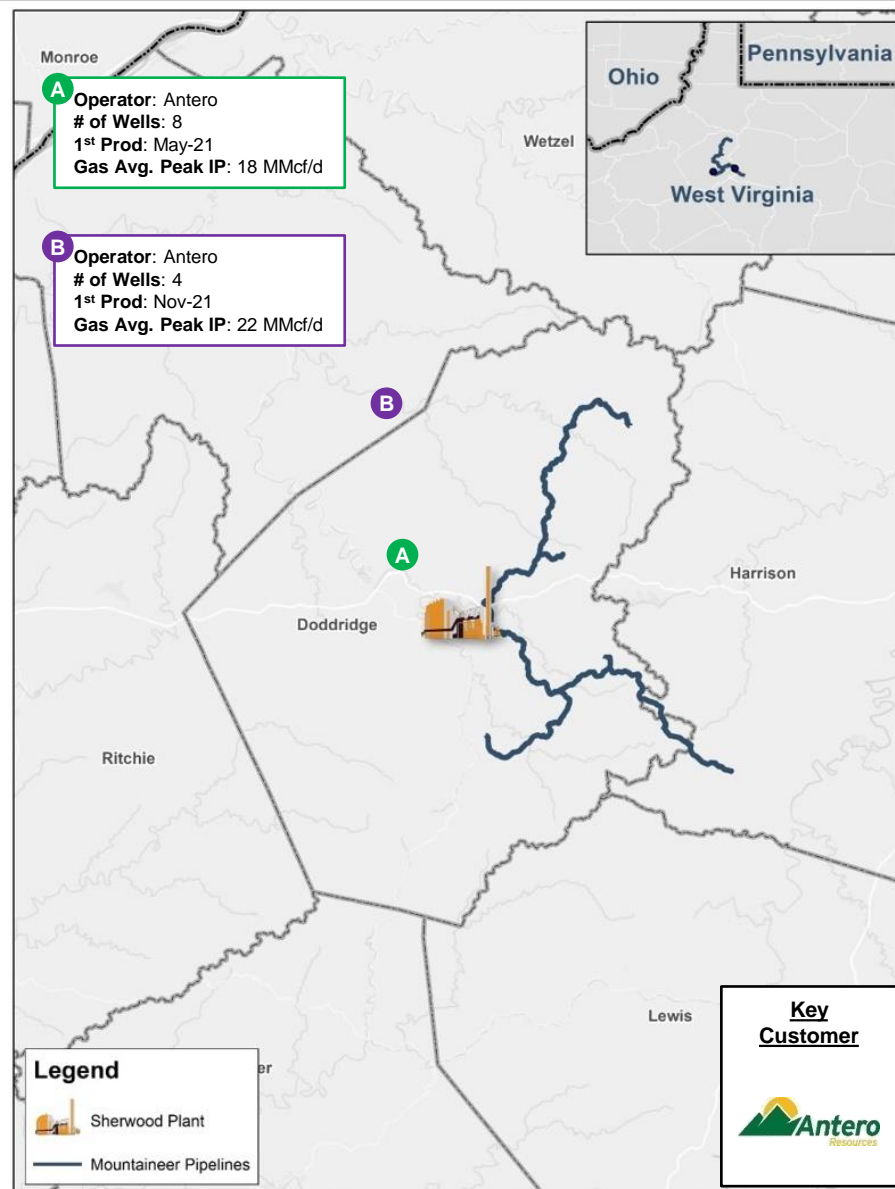 Monroe
A
Operator: Antero
# of Wells: 8
1st Prod: May-21
Gas Avg. Peak IP: 18 MMcf/d
Wetzel
Ohio
Pennsylvania
West Virginia
B
Operator: Antero
# of Wells: 4
1st Prod: Nov-21
Gas Avg. Peak IP: 22 MMcf/d
B
A
Harrison
Doddridge
Ritchie
Lewis
Key
Customer
Antero
Resources
Legend
er
Sherwood Plant
Mountaineer Pipelines